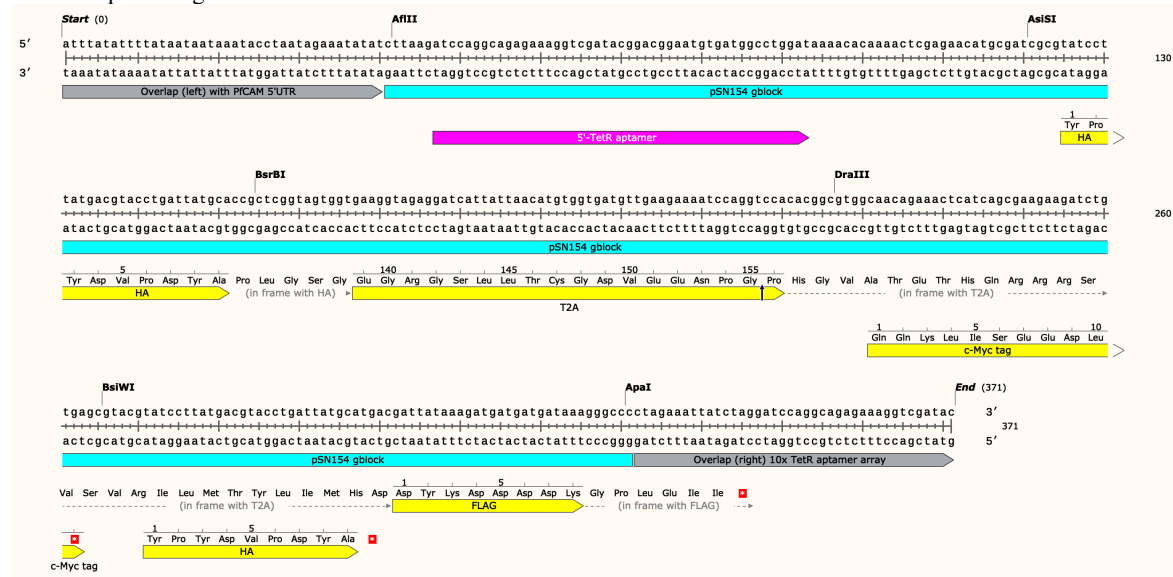 Start (0)
AflII
AsiSI
5′ atttatattttataataataaatacctaatagaaatatatcttaagatccaggcagagaaaggtcgatacggacggaatgtgatggcctggataaaacacaaaactcgagaacatgcgatcgcgtatcct
3′ taaatataaaatattattatttatggattatctttatatagaattctaggtccgtctctttccagctatgcctgccttacactaccggacctattttgtgttttgagctcttgtacgctagcgcatagga 130
Overlap (left) with PfCAM 5'UTR
pSN154 gblock
1
Tyr Pro
5'-TetR aptamer
HA
BsrBI
DraIII
tatgacgtacctgattatgcaccgctcggtagtggtgaaggtagaggatcattattaacatgtggtgatgttgaagaaaatccaggtccacacggcgtggcaacagaaactcatcagcgaagaagatctg
260
atactgcatggactaatacgtggcgagccatcaccacttccatctcctagtaataattgtacaccactacaacttcttttaggtccaggtgtgccgcaccgttgtctttgagtagtcgcttcttctagac
pSN154 gblock
5 140 145 150 155
Tyr Asp Val Pro Asp Tyr Ala Pro Leu Gly Ser Gly Glu Gly Arg Gly Ser Leu Leu Thr Cys Gly Asp Val Glu Glu Asn Pro Gly Pro His Gly Val Ala Thr Glu Thr His Gln Arg Arg Arg Ser
HA (in frame with HA) (in frame with T2A)
T2A
1 5 10
Gln Gln Lys Leu Ile Ser Glu Glu Asp Leu
c-Myc tag
BsiWI
ApaI
End (371)
tgagcgtacgtatccttatgacgtacctgattatgcatgacgattataaagatgatgatgataaagggcccctagaaattatctaggatccaggcagagaaaggtcgatac 3′
371
actcgcatgcataggaatactgcatggactaatacgtactgctaatatttctactactactatttcccggggatctttaatagatcctaggtccgtctctttccagctatg 5′
pSN154 gblock
Overlap (right) 10x TetR aptamer array
1 5
Val Ser Val Arg Ile Leu Met Thr Tyr Leu Ile Met His Asp Asp Tyr Lys Asp Asp Asp Asp Lys Gly Pro Leu Glu Ile Ile *
(in frame with T2A) FLAG (in frame with FLAG)
1 5
* Tyr Pro Tyr Asp Val Pro Asp Tyr Ala *
HA
c-Myc tag